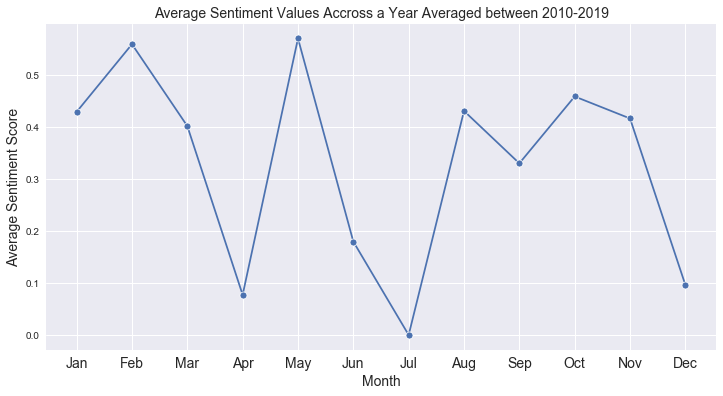 Average Sentiment Values Accross a Year Averaged between 2010-2019
Average Sentiment Score
0.5
0.4
0.3
0.2
0.1
0.0
Jan Feb Mar Apr May Jun Jul Aug Sep Oct Nov Dec
Month